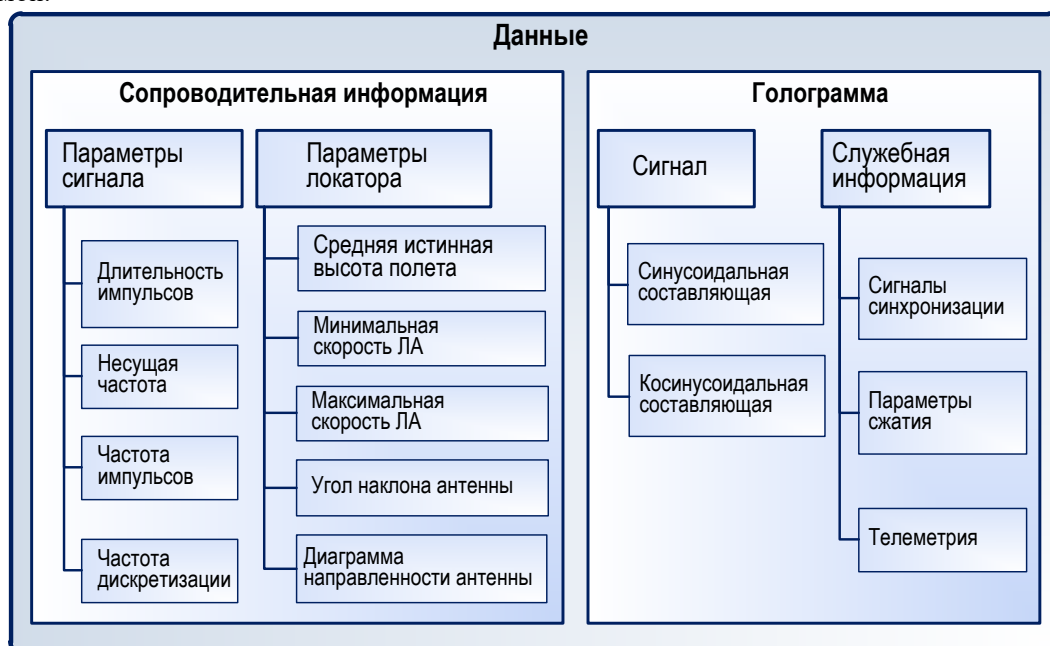 Данные
Сопроводительная информация
Параметры
сигнала
Длительность
импульсов
Несущая
частота
Частота
импульсов
Частота
дискретизации
Параметры
локатора
Средняя истинная
высота полета
Минимальная
скорость ЛА
Максимальная
скорость ЛА
Угол наклона антенны
Диаграмма
направленности антенны
Голограмма
Сигнал
Синусоидальная
составляющая
Косинусоидальная
составляющая
Служебная
информация
Сигналы
синхронизации
Параметры
сжатия
Телеметрия